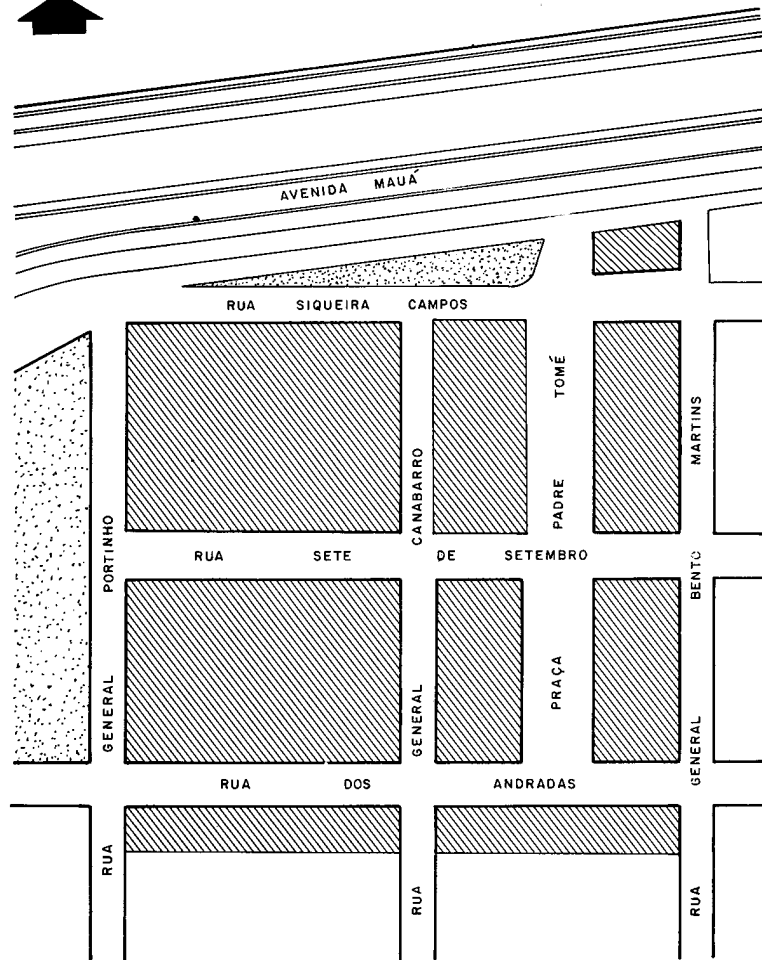 AVENIDA MAUÁ
RUA SIQUEIRA CAMPOS
PRAÇA PADRE TOMÉ
RUA GENERAL PORTINHO
RUA GENERAL CANABARRO
RUA GENERAL BENTO MARTINS
RUA SETE DE SETEMBRO
RUA DOS ANDRADAS